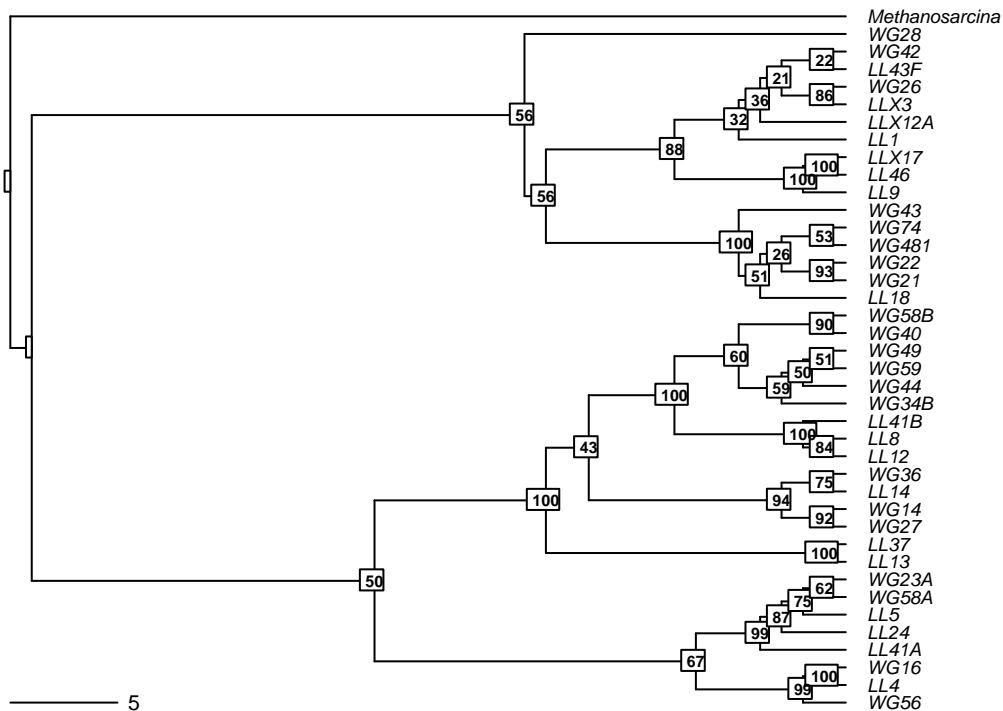 Methanosarcina
WG28
WG42
22
LL43F
21
WG26
36
86
LLX3
32
LLX12A
56
LL1
88
LLX17
100
LL46
100
LL9
56
WG43
WG74
53
100
WG481
26
WG22
51
93
WG21
LL18
WG58B
90
WG40
60
WG49
51
WG59
50
WG44
59
100
WG34B
LL41B
100
LL8
43
84
LL12
WG36
75
LL14
100
94
WG14
92
WG27
LL37
100
LL13
50
WG23A
62
WG58A
75
LL5
87
LL24
99
LL41A
67
WG16
100
LL4
99
WG56
5